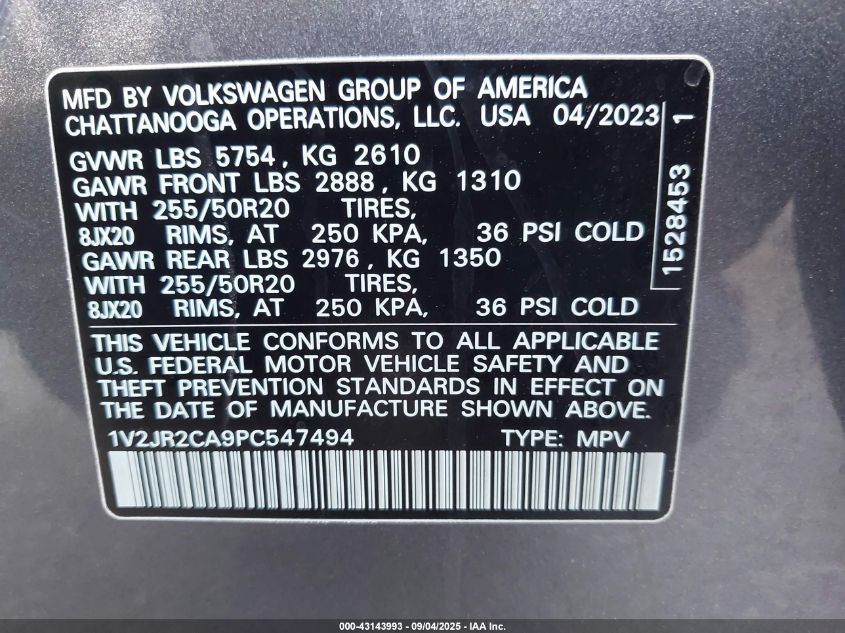 MFD BY VOLKSWAGEN GROUP OF AMERICA
CHATTANOOGA OPERATIONS, LLC. USA 04/2023
GVWR LBS 5754, KG 2610
GAWR FRONT LBS 2888, KG 1310
WITH 255/50R20 TIRES,
8JX20 RIMS, AT 250 KPA, 36 PSI COLD
GAWR REAR LBS 2976, KG 1350
WITH 255/50R20 TIRES,
8JX20 RIMS, AT 250 KPA, 36 PSI COLD
1528453 1
THIS VEHICLE CONFORMS TO ALL APPLICABLE
U.S. FEDERAL MOTOR VEHICLE SAFETY AND
THEFT PREVENTION STANDARDS IN EFFECT ON
THE DATE OF MANUFACTURE SHOWN ABOVE.
1V2JR2CA9PC547494 TYPE: MPV
000-43143993 - 09/04/2025 - IAA Inc.